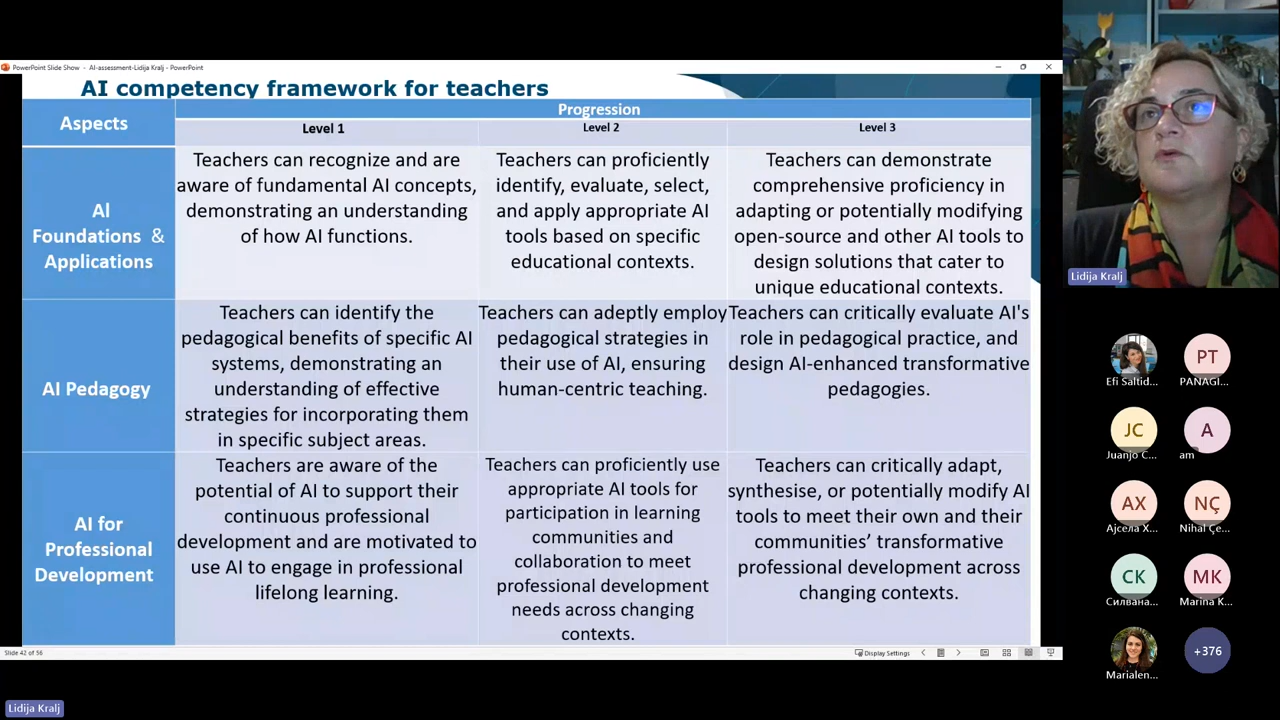 PowerPoint Slide Show - AI-assessment-Lidija Kralj - PowerPoint
AI competency framework for teachers
Aspects
Progression
Level 1
Level 2
Level 3
AI
Foundations &
Applications
Teachers can recognize and are
aware of fundamental AI concepts,
demonstrating an understanding
of how AI functions.
Teachers can proficiently
identify, evaluate, select,
and apply appropriate AI
tools based on specific
educational contexts.
Teachers can demonstrate
comprehensive proficiency in
adapting or potentially modifying
open-source and other AI tools to
design solutions that cater to
unique educational contexts.
AI Pedagogy
Teachers can identify the
pedagogical benefits of specific AI
systems, demonstrating an
understanding of effective
strategies for incorporating them
in specific subject areas.
Teachers can adeptly employ
pedagogical strategies in
their use of AI, ensuring
human-centric teaching.
Teachers can critically evaluate AI's
role in pedagogical practice, and
design AI-enhanced transformative
pedagogies.
AI for
Professional
Development
Teachers are aware of the
potential of AI to support their
continuous professional
development and are motivated to
use AI to engage in professional
lifelong learning.
Teachers can proficiently use
appropriate AI tools for
participation in learning
communities and
collaboration to meet
professional development
needs across changing
contexts.
Teachers can critically adapt,
synthesise, or potentially modify AI
tools to meet their own and their
communities' transformative
professional development across
changing contexts.
Slide 42 of 56
Display Settings
Lidija Kralj
Lidija Kralj
Efi Saltid...
PT
PANAGI...
JC
Juanjo C...
A
am
AX
Ајсела Х...
NÇ
Nihal Çe...
СК
Силвана...
MK
Marina K...
Marialen...
+376